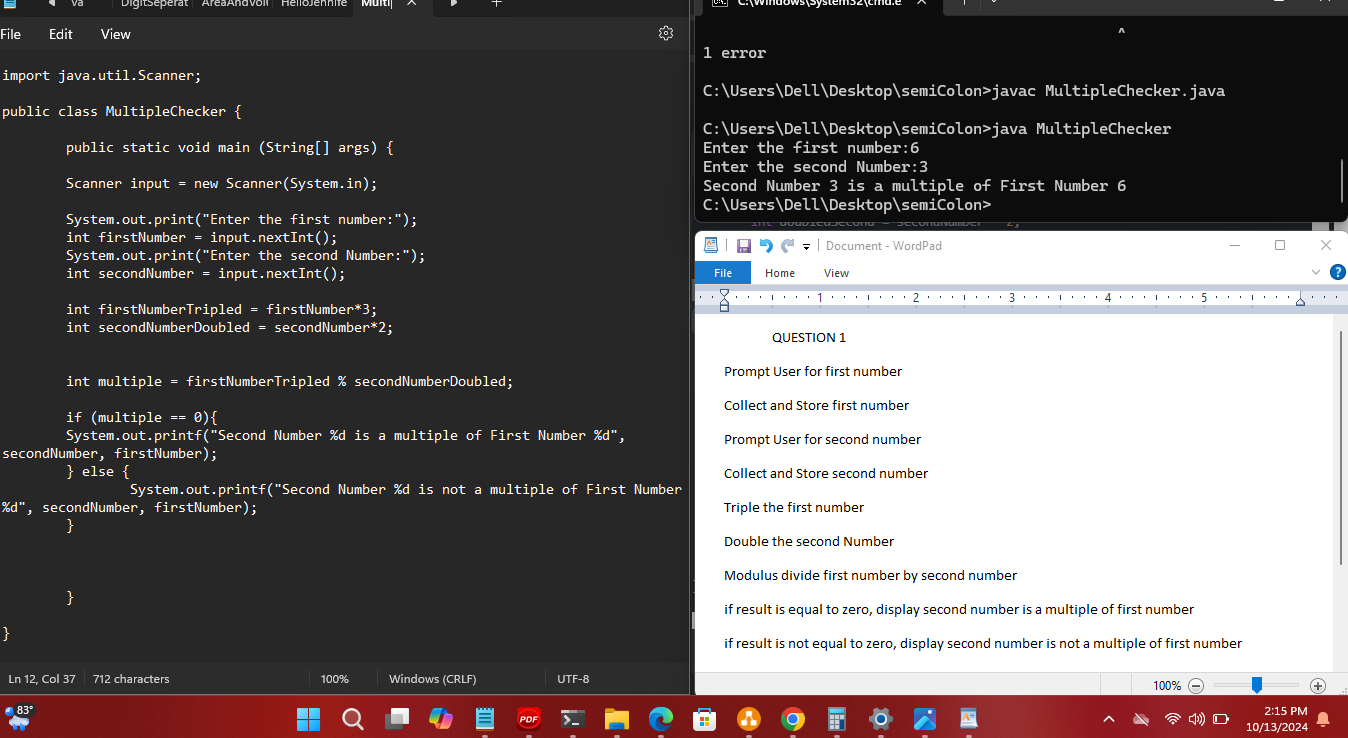 va
DigitSeperat
AreaAndVolu
HelloJennife
Multi
File Edit View
import java.util.Scanner;
public class MultipleChecker {
public static void main (String[] args) {
Scanner input = new Scanner(System.in);
System.out.print("Enter the first number:");
int firstNumber = input.nextInt();
System.out.print("Enter the second Number:");
int secondNumber = input.nextInt();
int firstNumberTripled = firstNumber*3;
int secondNumberDoubled = secondNumber*2;
int multiple = firstNumberTripled % secondNumberDoubled;
if (multiple == 0){
System.out.printf("Second Number %d is a multiple of First Number %d",
secondNumber, firstNumber);
} else {
System.out.printf("Second Number %d is not a multiple of First Number
%d", secondNumber, firstNumber);
}
}
}
Ln 12, Col 37 712 characters 100% Windows (CRLF) UTF-8
C:\Windows\System32\cmd.e
^
1 error
C:\Users\Dell\Desktop\semiColon>javac MultipleChecker.java
C:\Users\Dell\Desktop\semiColon>java MultipleChecker
Enter the first number:6
Enter the second Number:3
Second Number 3 is a multiple of First Number 6
C:\Users\Dell\Desktop\semiColon>
Document - WordPad
File Home View
1 2 3 4 5
QUESTION 1
Prompt User for first number
Collect and Store first number
Prompt User for second number
Collect and Store second number
Triple the first number
Double the second Number
Modulus divide first number by second number
if result is equal to zero, display second number is a multiple of first number
if result is not equal to zero, display second number is not a multiple of first number
100%
83°
PDF
2:15 PM
10/13/2024